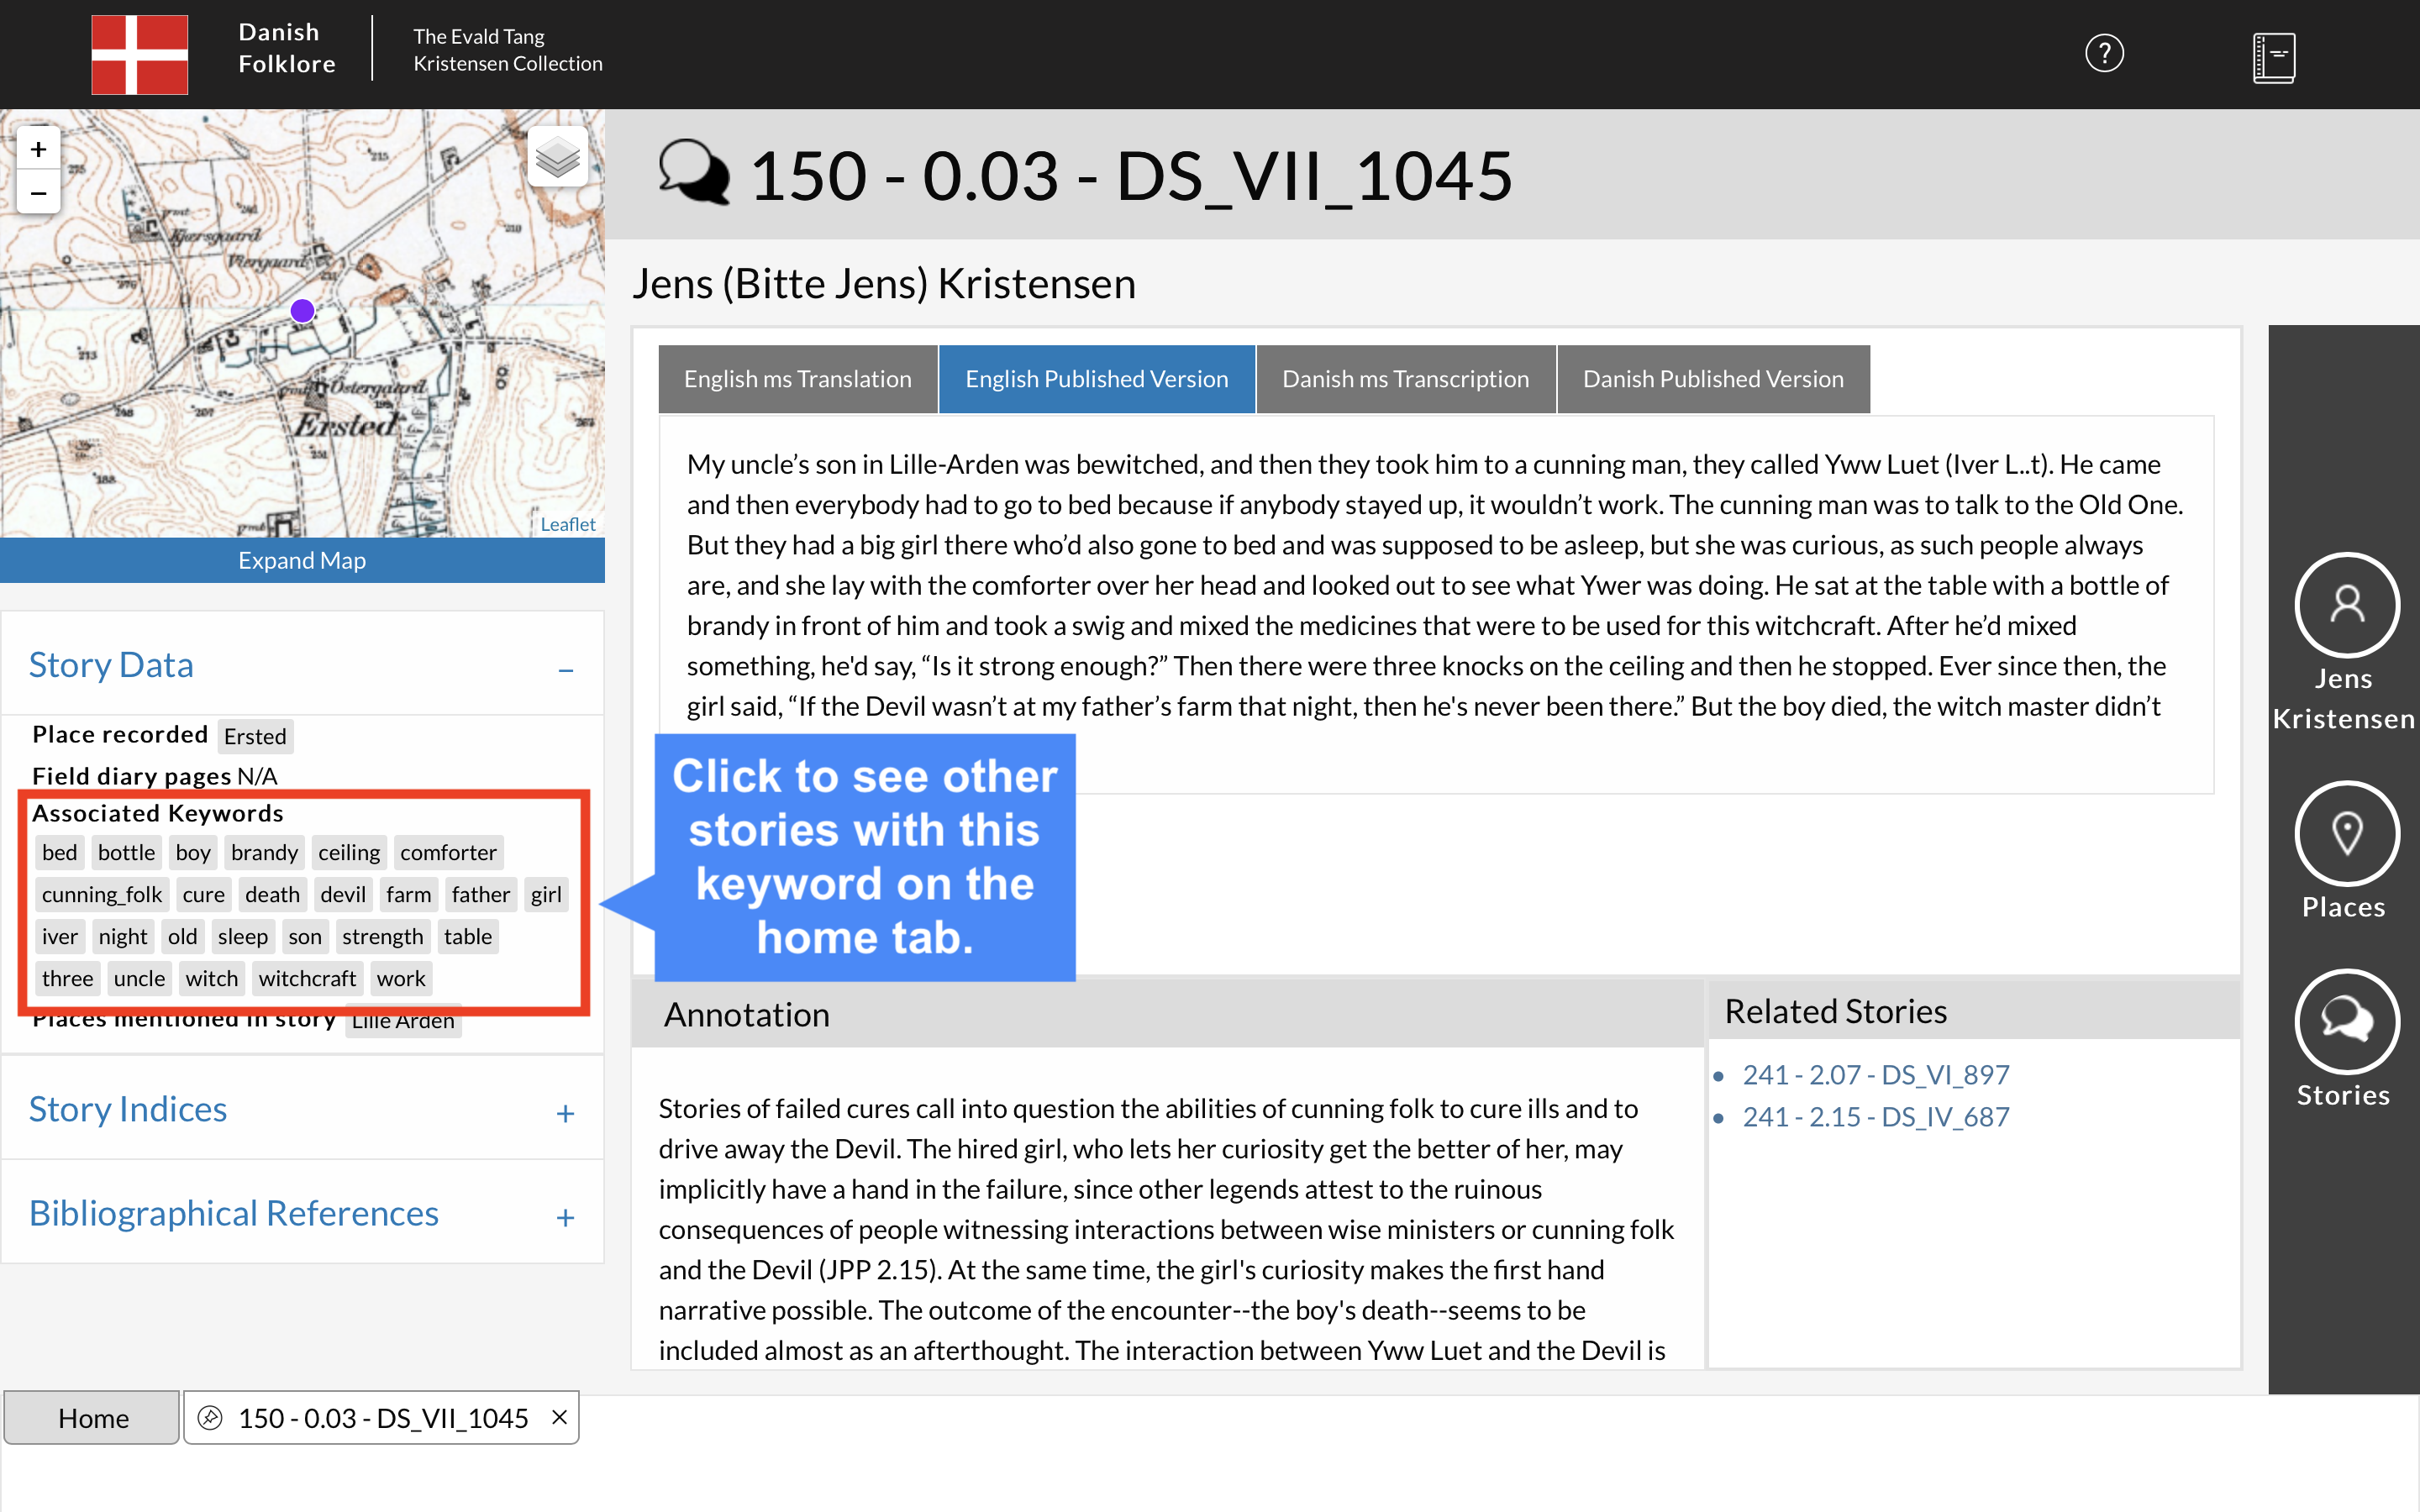 Danish
Folklore
The Evald Tang
Kristensen Collection
?
+
−
Kjærsgaard
Viergaard
Østergaard
Ersted
Leaflet
Expand Map
150 - 0.03 - DS_VII_1045
Jens (Bitte Jens) Kristensen
English ms Translation
English Published Version
Danish ms Transcription
Danish Published Version
My uncle’s son in Lille-Arden was bewitched, and then they took him to a cunning man, they called Yww Luet (Iver L..t). He came
and then everybody had to go to bed because if anybody stayed up, it wouldn’t work. The cunning man was to talk to the Old One.
But they had a big girl there who’d also gone to bed and was supposed to be asleep, but she was curious, as such people always
are, and she lay with the comforter over her head and looked out to see what Ywer was doing. He sat at the table with a bottle of
brandy in front of him and took a swig and mixed the medicines that were to be used for this witchcraft. After he’d mixed
something, he'd say, “Is it strong enough?” Then there were three knocks on the ceiling and then he stopped. Ever since then, the
girl said, “If the Devil wasn’t at my father’s farm that night, then he's never been there.” But the boy died, the witch master didn’t
Story Data −
Place recorded Ersted
Field diary pages N/A
Associated Keywords
bed bottle boy brandy ceiling comforter
cunning_folk cure death devil farm father girl
iver night old sleep son strength table
three uncle witch witchcraft work
Places mentioned in story Lille Arden
Story Indices +
Bibliographical References +
Click to see other
stories with this
keyword on the
home tab.
Annotation
Stories of failed cures call into question the abilities of cunning folk to cure ills and to
drive away the Devil. The hired girl, who lets her curiosity get the better of her, may
implicitly have a hand in the failure, since other legends attest to the ruinous
consequences of people witnessing interactions between wise ministers or cunning folk
and the Devil (JPP 2.15). At the same time, the girl's curiosity makes the first hand
narrative possible. The outcome of the encounter--the boy's death--seems to be
included almost as an afterthought. The interaction between Yww Luet and the Devil is
Related Stories
241 - 2.07 - DS_VI_897
241 - 2.15 - DS_IV_687
Jens
Kristensen
Places
Stories
Home
150 - 0.03 - DS_VII_1045 ×